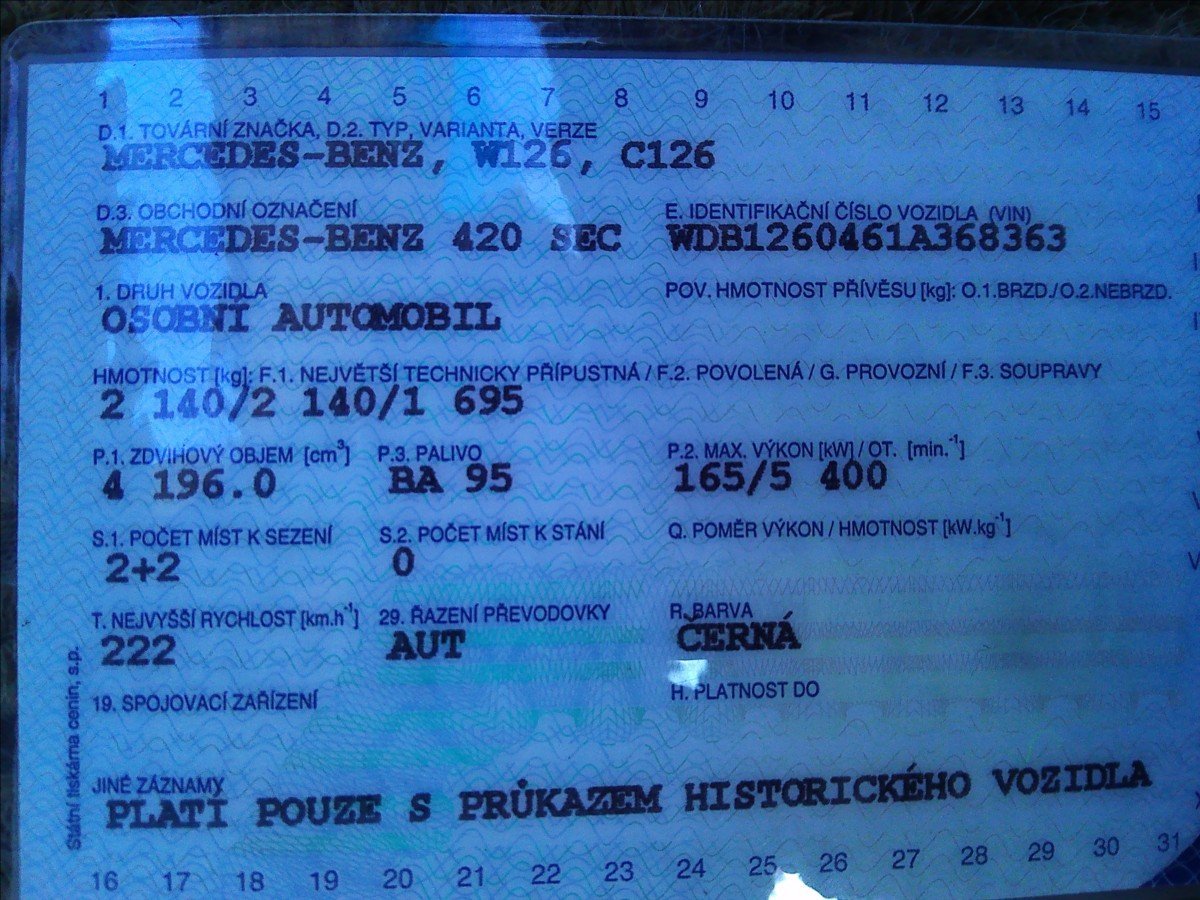 1 2 3 4 5 6 7 8 9 10 11 12 13 14 15
D.1. TOVÁRNÍ ZNAČKA, D.2. TYP, VARIANTA, VERZE
MERCEDES-BENZ, W126, C126
D.3. OBCHODNÍ OZNAČENÍ E. IDENTIFIKAČNÍ ČÍSLO VOZIDLA (VIN)
MERCEDES-BENZ 420 SEC WDB1260461A368363
1. DRUH VOZIDLA POV. HMOTNOST PŘÍVĚSU [kg]: O.1.BRZD./O.2.NEBRZD.
OSOBNÍ AUTOMOBIL
HMOTNOST [kg]: F.1. NEJVĚTŠÍ TECHNICKY PŘÍPUSTNÁ / F.2. POVOLENÁ / G. PROVOZNÍ / F.3. SOUPRAVY
2 140/2 140/1 695
P.1. ZDVIHOVÝ OBJEM [cm³] P.3. PALIVO P.2. MAX. VÝKON [kW] / OT. [min.⁻¹]
4 196.0 BA 95 165/5 400
S.1. POČET MÍST K SEZENÍ S.2. POČET MÍST K STÁNÍ Q. POMĚR VÝKON / HMOTNOST [kW.kg⁻¹]
2+2 0
T. NEJVYŠŠÍ RYCHLOST [km.h⁻¹] 29. ŘAZENÍ PŘEVODOVKY R. BARVA
222 AUT ČERNÁ
19. SPOJOVACÍ ZAŘÍZENÍ H. PLATNOST DO
JINÉ ZÁZNAMY
PLATÍ POUZE S PRŮKAZEM HISTORICKÉHO VOZIDLA
16 17 18 19 20 21 22 23 24 25 26 27 28 29 30 31
Státní tiskárna cenin, s.p.